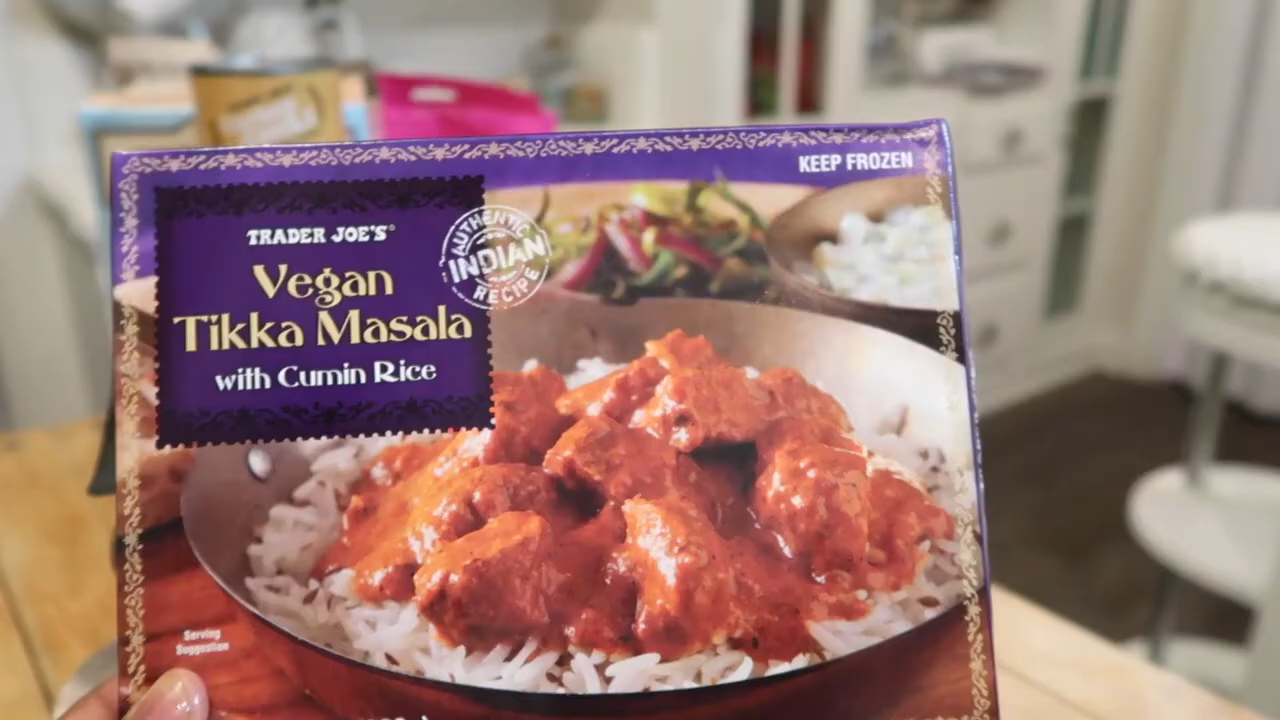 KEEP FROZEN
TRADER JOE'S®
Vegan
Tikka Masala
with Cumin Rice
AUTHENTIC
INDIAN
RECIPE
Serving
Suggestion